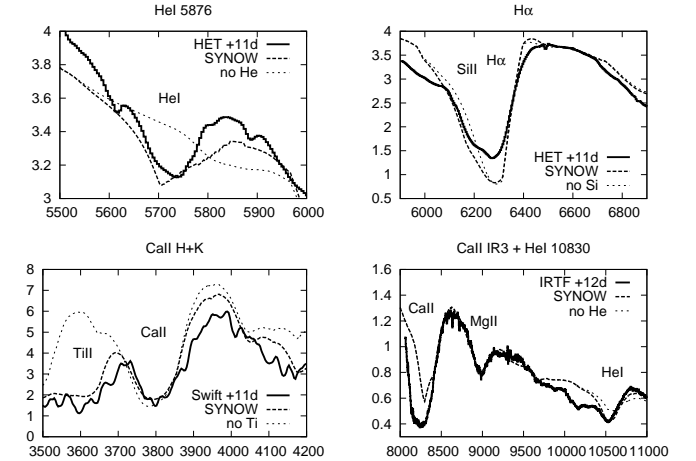 HeI 5876
HET +11d
SYNOW
no He
HeI
4
3.8
3.6
3.4
3.2
3
5500 5600 5700 5800 5900 6000
Hα
SiII Hα
HET +11d
SYNOW
no Si
4
3.5
3
2.5
2
1.5
1
0.5
6000 6200 6400 6600 6800
CaII H+K
TiII CaII
Swift +11d
SYNOW
no Ti
8
7
6
5
4
3
2
1
0
3500 3600 3700 3800 3900 4000 4100 4200
CaII IR3 + HeI 10830
IRTF +12d
SYNOW
no He
CaII
MgII
HeI
1.6
1.4
1.2
1
0.8
0.6
0.4
8000 8500 9000 9500 10000 10500 11000